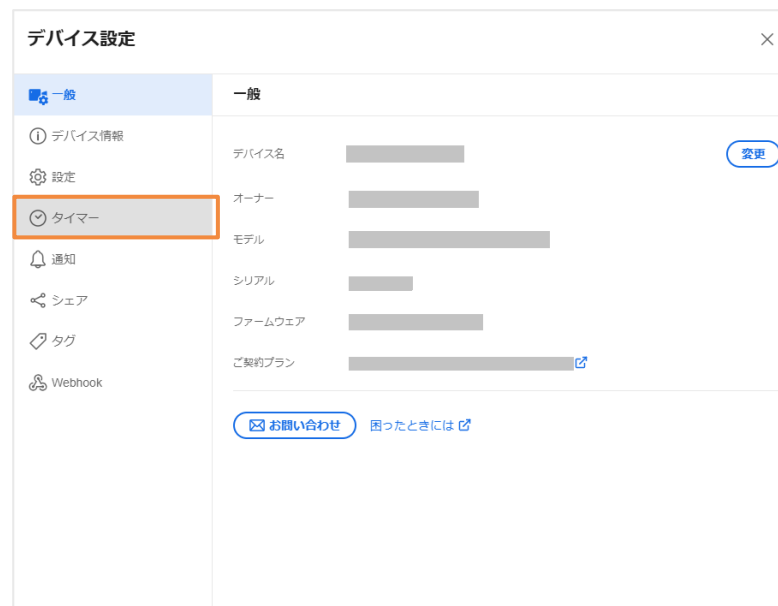 デバイス設定
一般
デバイス情報
設定
タイマー
通知
シェア
タグ
Webhook
一般
デバイス名
変更
オーナー
モデル
シリアル
ファームウェア
ご契約プラン
お問い合わせ 困ったときには